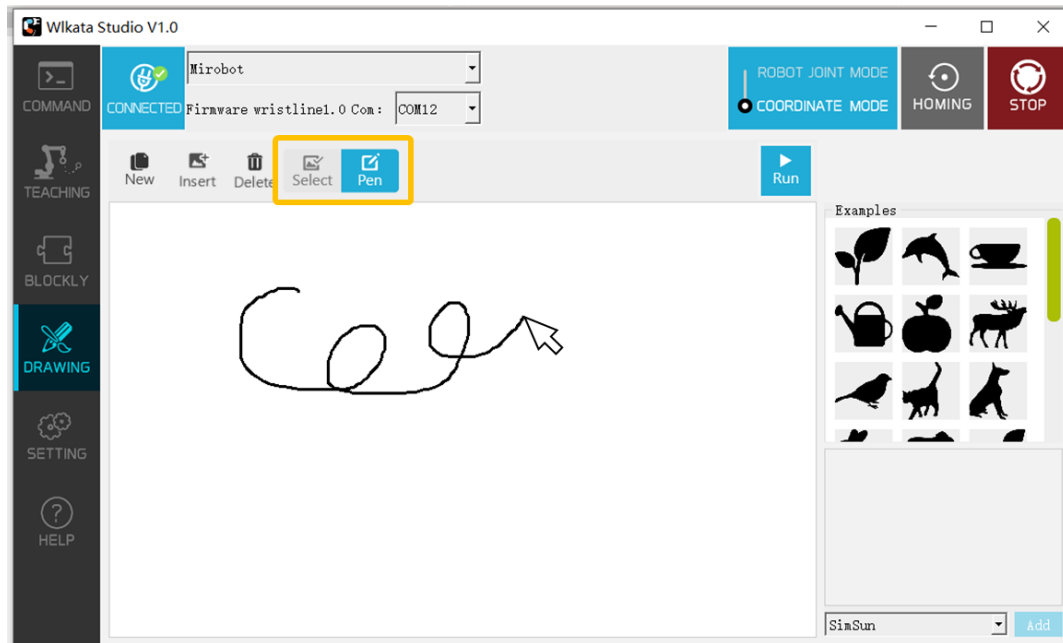 Wlkata Studio V1.0
COMMAND
TEACHING
BLOCKLY
DRAWING
SETTING
HELP
CONNECTED
Mirobot
Firmware wristline1.0 Com: COM12
ROBOT JOINT MODE
COORDINATE MODE
HOMING
STOP
New
Insert
Delete
Select
Pen
Run
Examples
SimSun
Add